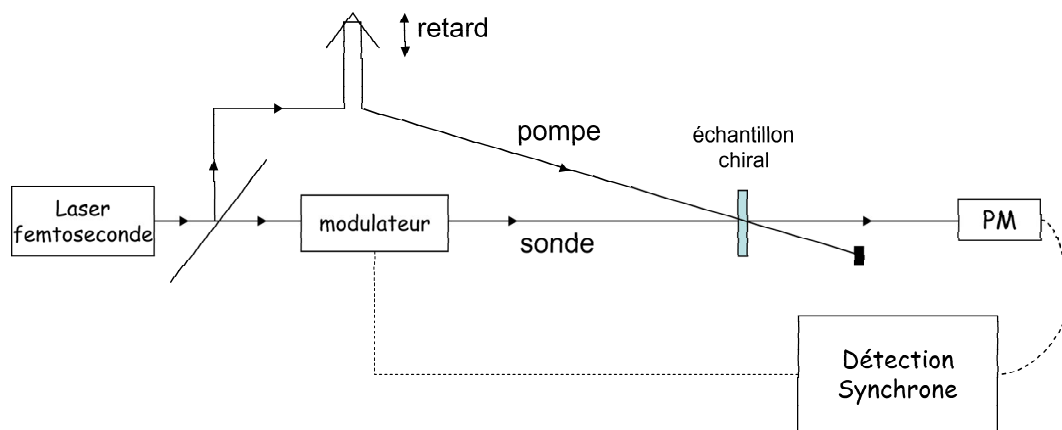 retard
pompe
échantillon
chiral
Laser
femtoseconde
modulateur
sonde
PM
Détection
Synchrone